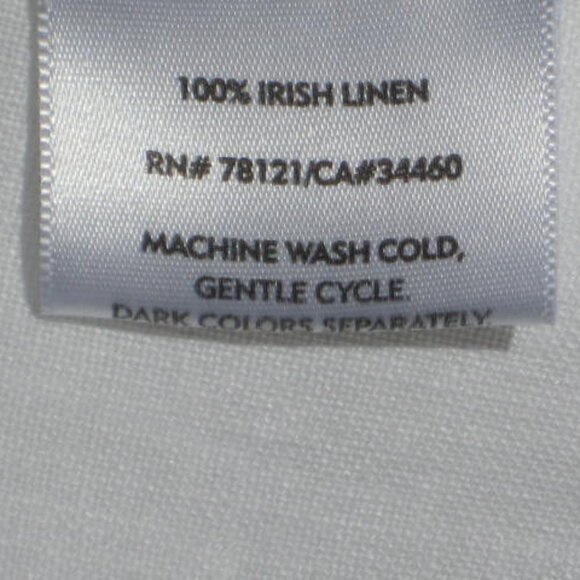 100% IRISH LINEN
RN# 78121/CA#34460
MACHINE WASH COLD,
GENTLE CYCLE.
DARK COLORS SEPARATELY